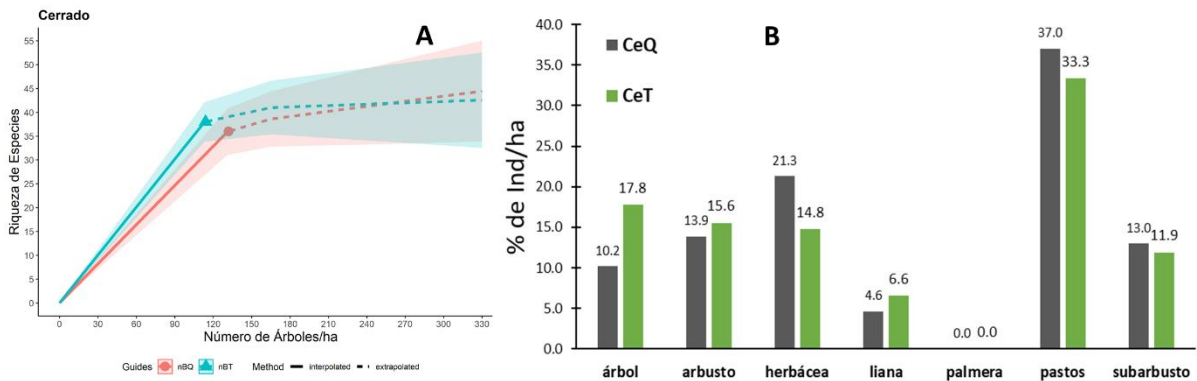 Cerrado
A
Riqueza de Especies
55
50
45
40
35
30
25
20
15
10
5
0
0 30 60 90 120 150 180 210 240 270 300 330
Número de Árboles/ha
Guides nBQ nBT Method interpolated extrapolated
B
CeQ
CeT
% de Ind/ha
40.0
35.0
30.0
25.0
20.0
15.0
10.0
5.0
0.0
10.2 17.8
13.9 15.6
21.3 14.8
4.6 6.6
0.0 0.0
37.0 33.3
13.0 11.9
árbol arbusto herbácea liana palmera pastos subarbusto